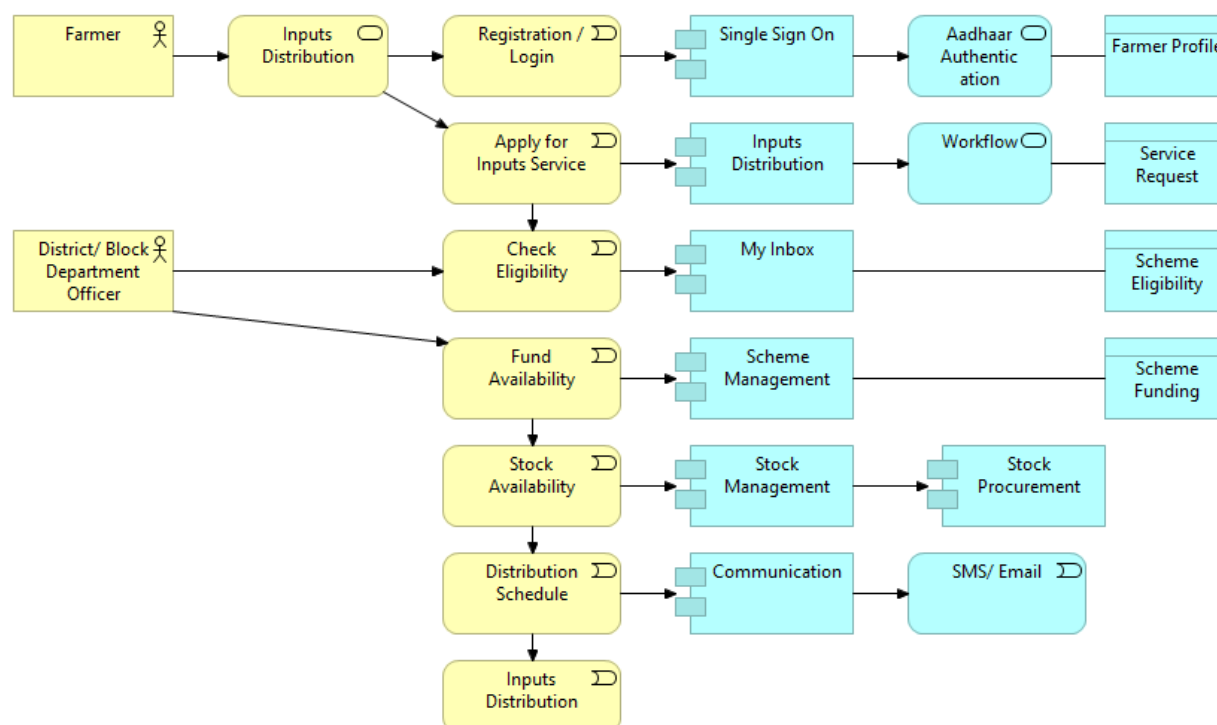 Farmer
Inputs
Distribution
Registration /
Login
Single Sign On
Aadhaar
Authentic
ation
Farmer Profile
Apply for
Inputs Service
Inputs
Distribution
Workflow
Service
Request
District/ Block
Department
Officer
Check
Eligibility
My Inbox
Scheme
Eligibility
Fund
Availability
Scheme
Management
Scheme
Funding
Stock
Availability
Stock
Management
Stock
Procurement
Distribution
Schedule
Communication
SMS/ Email
Inputs
Distribution